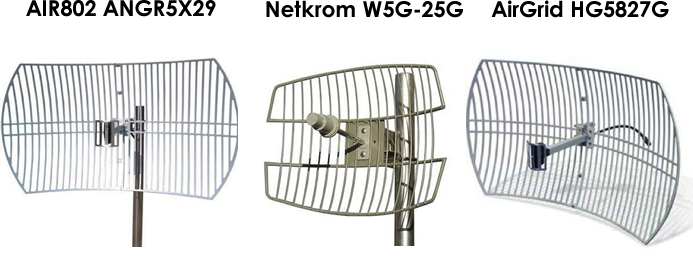 AIR802 ANGR5X29
Netkrom W5G-25G
AirGrid HG5827G